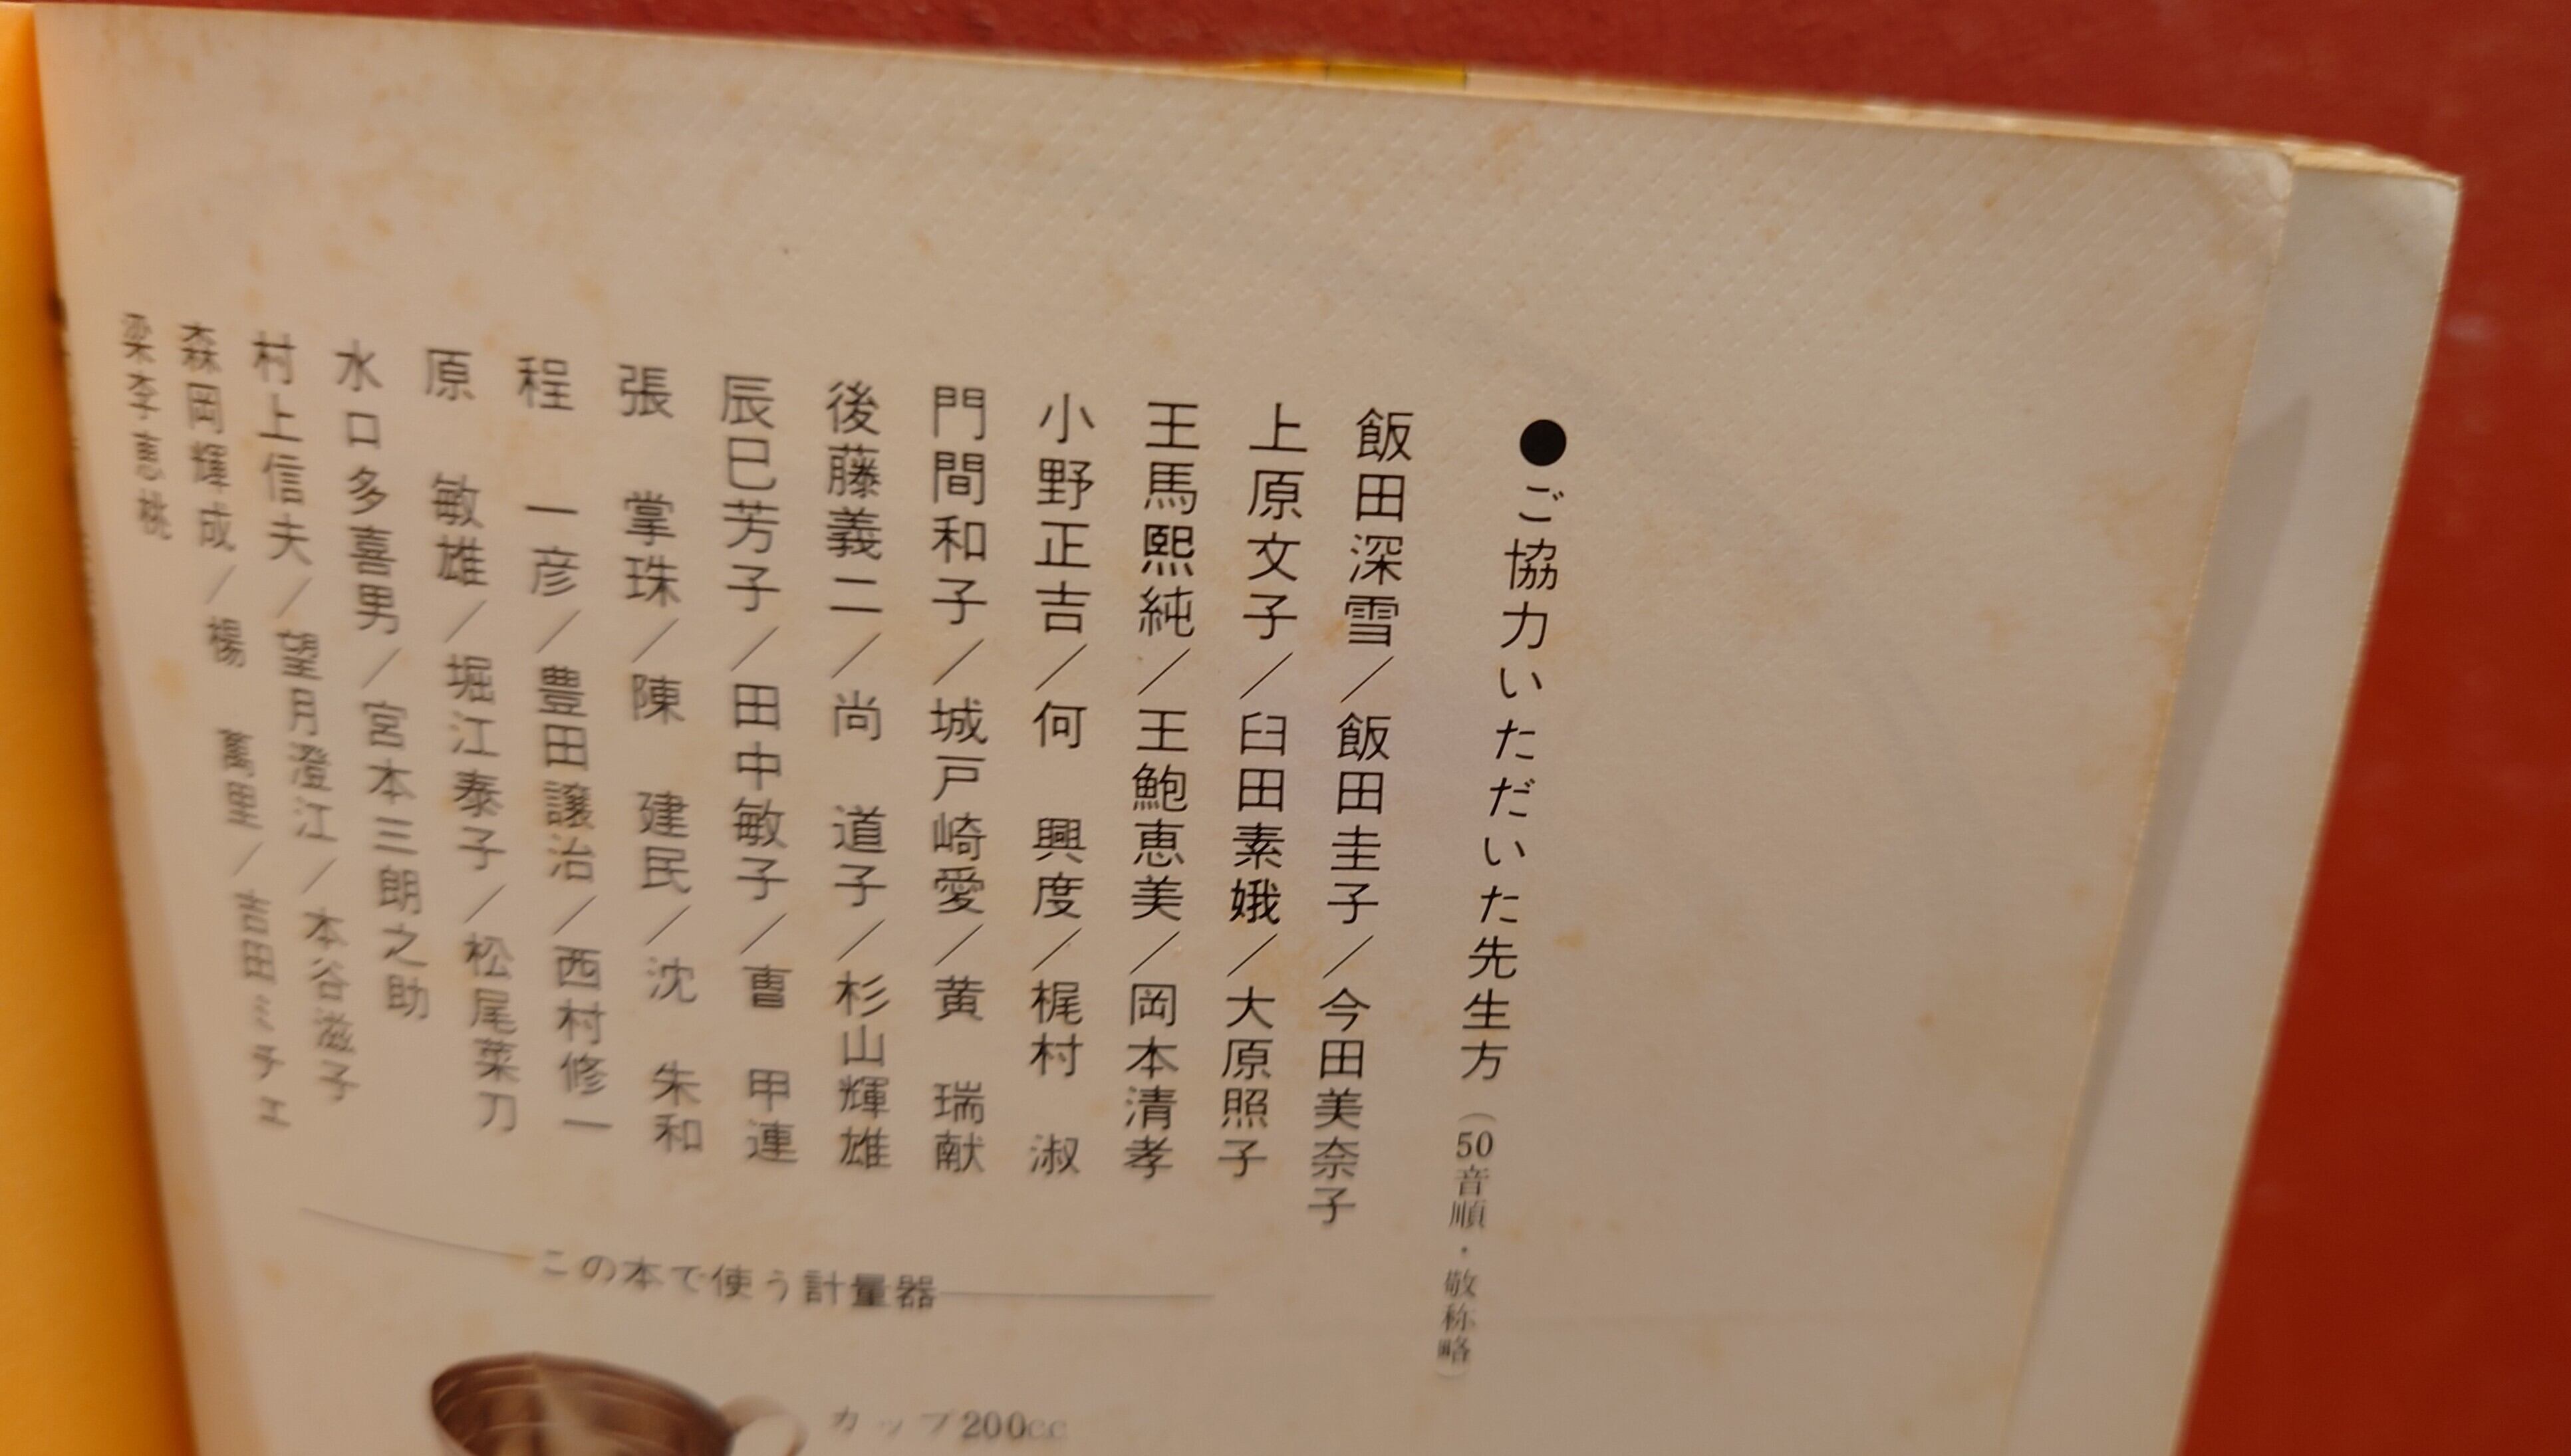 ●ご協力いただいた先生方（50音順・敬称略）
飯田深雪／飯田圭子／今田美奈子
上原文子／臼田素娥／大原照子
王馬熙純／王鮑恵美／岡本清孝
小野正吉／何　興度／梶村　淑
門間和子／城戸崎愛／黄　瑞献
後藤義二／尚　道子／杉山輝雄
辰巳芳子／田中敏子／曺　甲連
張　掌珠／陳　建民／沈　朱和
程　一彦／豊田譲治／西村修一
原　敏雄／堀江泰子／松尾菜刀
水口多喜男／宮本三朗之助
村上信夫／望月澄江／本谷滋子
森岡輝成／楊　萬里／吉田ミチエ
梁李恵桃
この本で使う計量器
カップ200cc